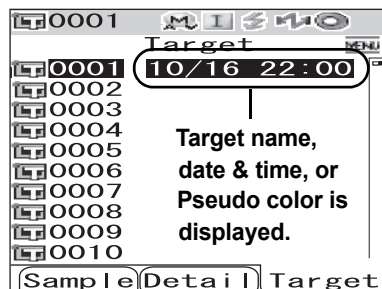 0001 M I
Target MENU
0001 10/16 22:00
0002
0003
0004
0005
0006
0007
0008
0009
0010
Target name,
date & time, or
Pseudo color is
displayed.
Sample Detail Target